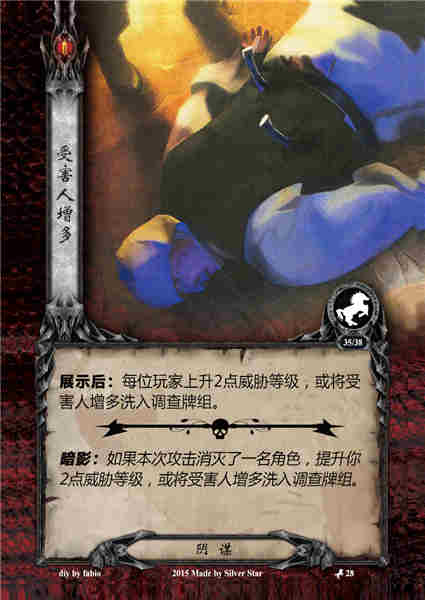 受害人增多
35/38
展示后：每位玩家上升2点威胁等级，或将受
害人增多洗入调查牌组。
暗影：如果本次攻击消灭了一名角色，提升你
2点威胁等级，或将受害人增多洗入调查牌组。
阴谋
diy by fabio
2015 Made by Silver Star
28